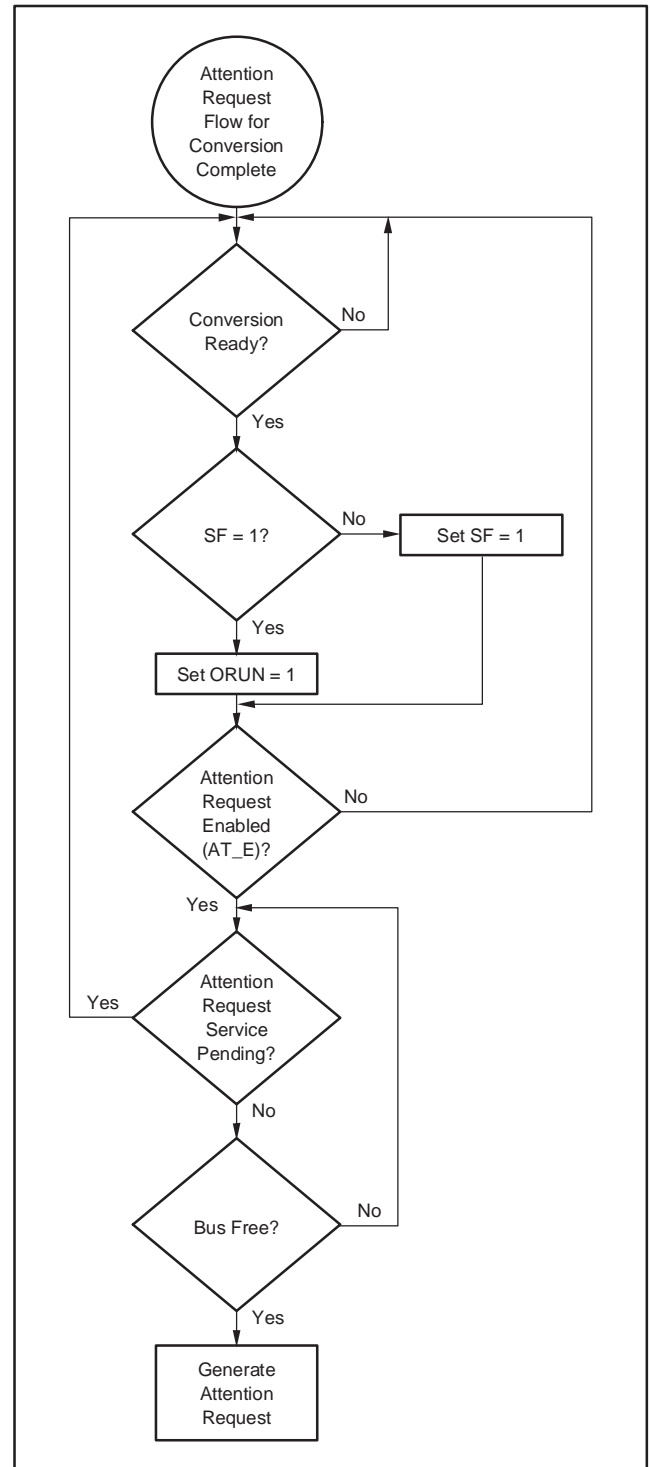 Attention
Request
Flow for
Conversion
Complete
Conversion
Ready?
No
Yes
SF = 1?
No
Set SF = 1
Yes
Set ORUN = 1
Attention
Request
Enabled
(AT_E)?
No
Yes
Attention
Request
Service
Pending?
Yes
No
Bus Free?
No
Yes
Generate
Attention
Request